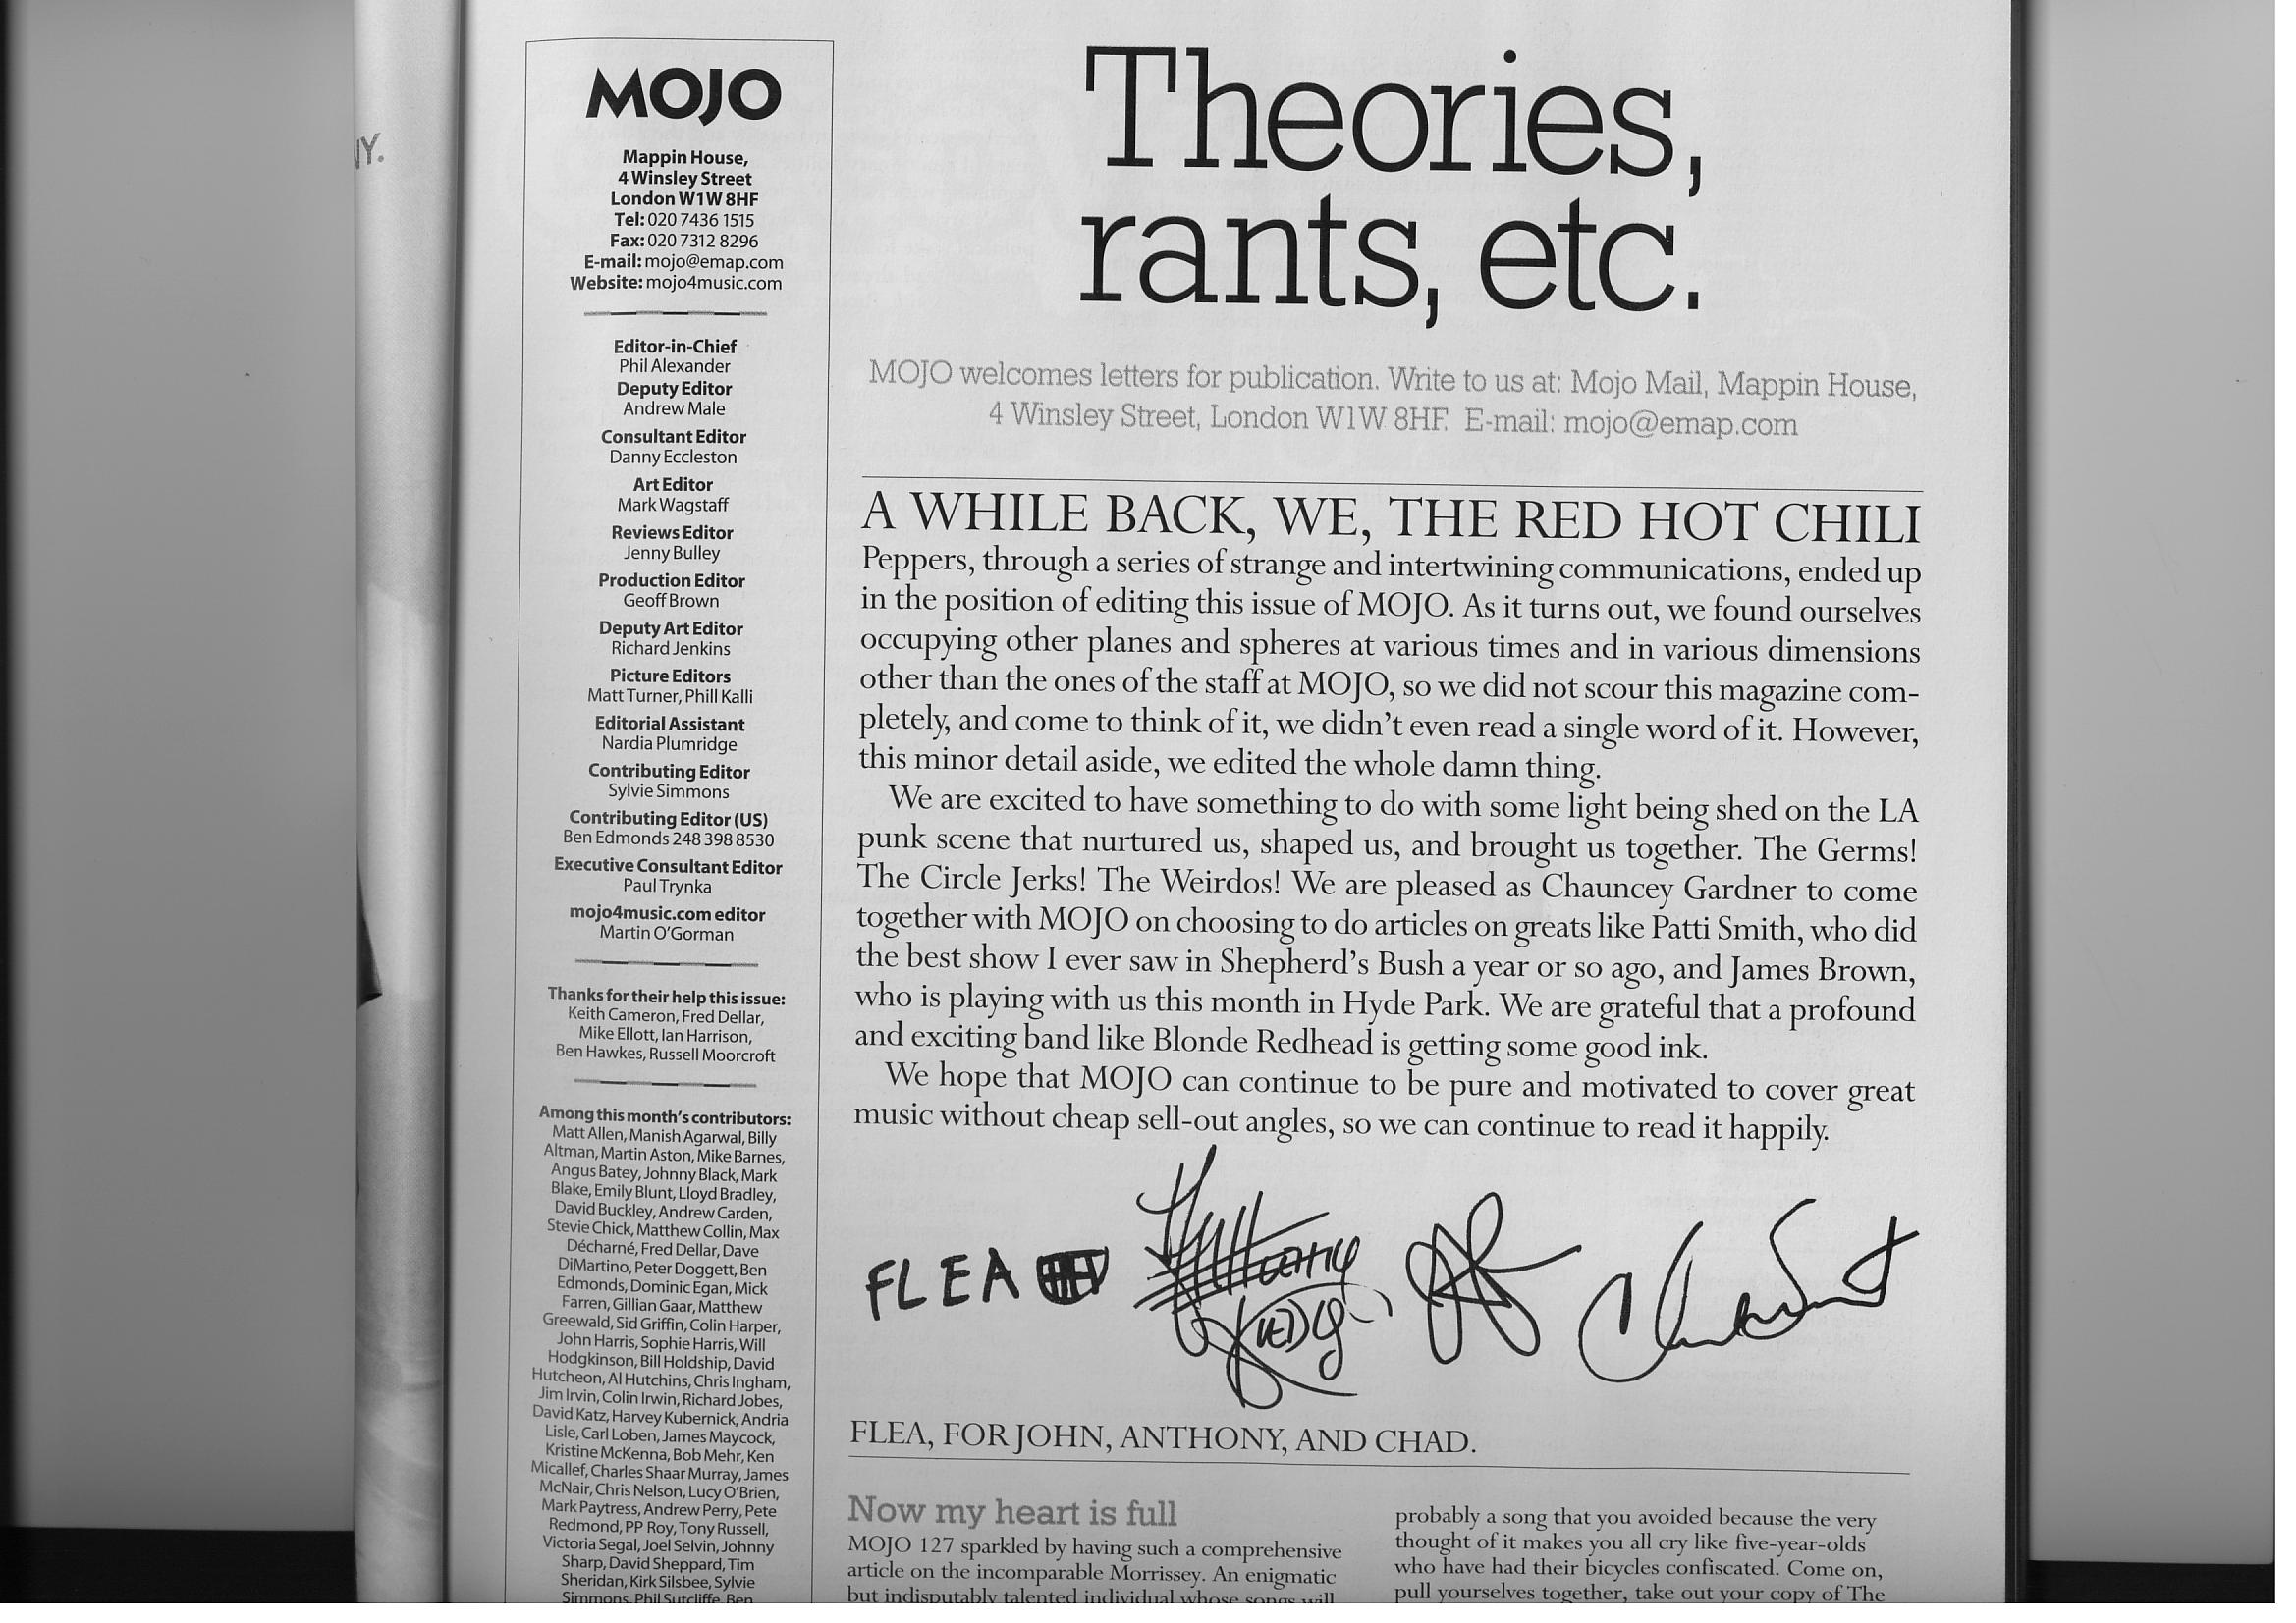 NY.
MOJO
Mappin House,
4 Winsley Street
London W1W 8HF
Tel: 020 7436 1515
Fax: 020 7312 8296
E-mail: mojo@emap.com
Website: mojo4music.com
Editor-in-Chief
Phil Alexander
Deputy Editor
Andrew Male
Consultant Editor
Danny Eccleston
Art Editor
Mark Wagstaff
Reviews Editor
Jenny Bulley
Production Editor
Geoff Brown
Deputy Art Editor
Richard Jenkins
Picture Editors
Matt Turner, Phill Kalli
Editorial Assistant
Nardia Plumridge
Contributing Editor
Sylvie Simmons
Contributing Editor (US)
Ben Edmonds 248 398 8530
Executive Consultant Editor
Paul Trynka
mojo4music.com editor
Martin O'Gorman
Thanks for their help this issue:
Keith Cameron, Fred Dellar,
Mike Ellott, Ian Harrison,
Ben Hawkes, Russell Moorcroft
Among this month's contributors:
Matt Allen, Manish Agarwal, Billy
Altman, Martin Aston, Mike Barnes,
Angus Batey, Johnny Black, Mark
Blake, Emily Blunt, Lloyd Bradley,
David Buckley, Andrew Carden,
Stevie Chick, Matthew Collin, Max
Décharné, Fred Dellar, Dave
DiMartino, Peter Doggett, Ben
Edmonds, Dominic Egan, Mick
Farren, Gillian Gaar, Matthew
Greewald, Sid Griffin, Colin Harper,
John Harris, Sophie Harris, Will
Hodgkinson, Bill Holdship, David
Hutcheon, Al Hutchins, Chris Ingham,
Jim Irvin, Colin Irwin, Richard Jobes,
David Katz, Harvey Kubernick, Andria
Lisle, Carl Loben, James Maycock,
Kristine McKenna, Bob Mehr, Ken
Micallef, Charles Shaar Murray, James
McNair, Chris Nelson, Lucy O'Brien,
Mark Paytress, Andrew Perry, Pete
Redmond, PP Roy, Tony Russell,
Victoria Segal, Joel Selvin, Johnny
Sharp, David Sheppard, Tim
Sheridan, Kirk Silsbee, Sylvie
Simmons, Phil Sutcliffe, Ben
Theories,
rants, etc.
MOJO welcomes letters for publication. Write to us at: Mojo Mail, Mappin House,
4 Winsley Street, London W1W 8HF. E-mail: mojo@emap.com
A WHILE BACK, WE, THE RED HOT CHILI
Peppers, through a series of strange and intertwining communications, ended up
in the position of editing this issue of MOJO. As it turns out, we found ourselves
occupying other planes and spheres at various times and in various dimensions
other than the ones of the staff at MOJO, so we did not scour this magazine com-
pletely, and come to think of it, we didn't even read a single word of it. However,
this minor detail aside, we edited the whole damn thing.
We are excited to have something to do with some light being shed on the LA
punk scene that nurtured us, shaped us, and brought us together. The Germs!
The Circle Jerks! The Weirdos! We are pleased as Chauncey Gardner to come
together with MOJO on choosing to do articles on greats like Patti Smith, who did
the best show I ever saw in Shepherd's Bush a year or so ago, and James Brown,
who is playing with us this month in Hyde Park. We are grateful that a profound
and exciting band like Blonde Redhead is getting some good ink.
We hope that MOJO can continue to be pure and motivated to cover great
music without cheap sell-out angles, so we can continue to read it happily.
FLEA
FLEA, FOR JOHN, ANTHONY, AND CHAD.
Now my heart is full
MOJO 127 sparkled by having such a comprehensive
article on the incomparable Morrissey. An enigmatic
but indisputably talented individual whose songs will
probably a song that you avoided because the very
thought of it makes you all cry like five-year-olds
who have had their bicycles confiscated. Come on,
pull yourselves together, take out your copy of The